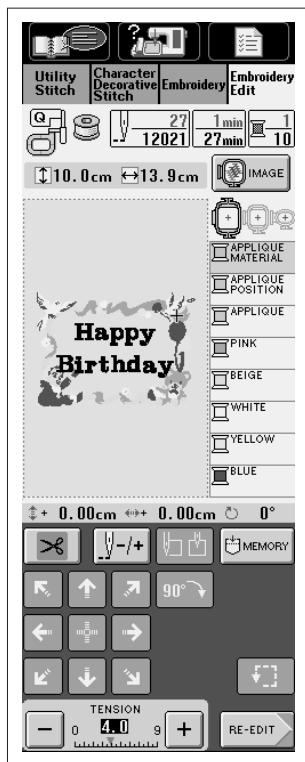 Utility Stitch
Character Decorative Stitch
Embroidery
Embroidery Edit
Q
27
12021
1 min
27min
1
10
10.0cm
13.9cm
IMAGE
Happy
Birthday
APPLIQUE MATERIAL
APPLIQUE POSITION
APPLIQUE
PINK
BEIGE
WHITE
YELLOW
BLUE
+ 0.00cm
+ 0.00cm
0°
-/+
MEMORY
90°
TENSION
- 0 4.0 9 +
RE-EDIT